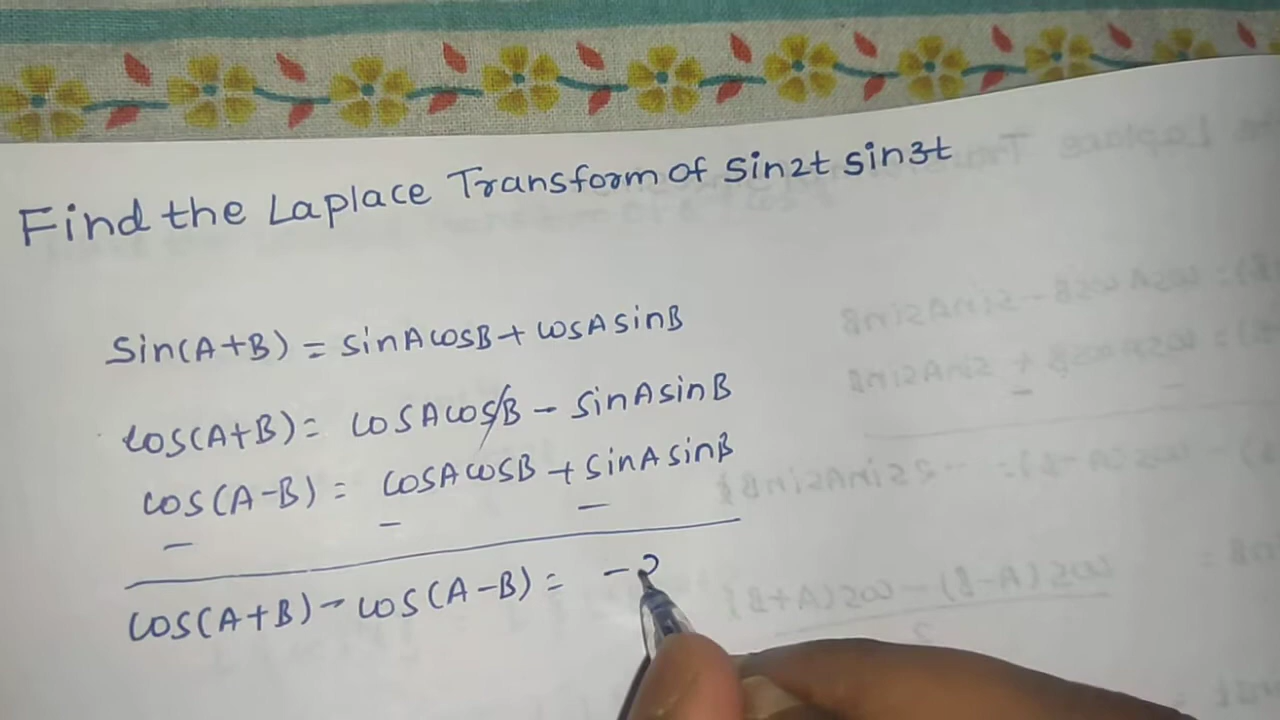 Find the Laplace Transform of sin2t sin3t
Sin(A+B) = sinAcosB + cosAsinB
cos(A+B) = cosAcosB - sinAsinB
cos(A-B) = cosAcosB + sinAsinB
- - -
cos(A+B) - cos(A-B) = -2